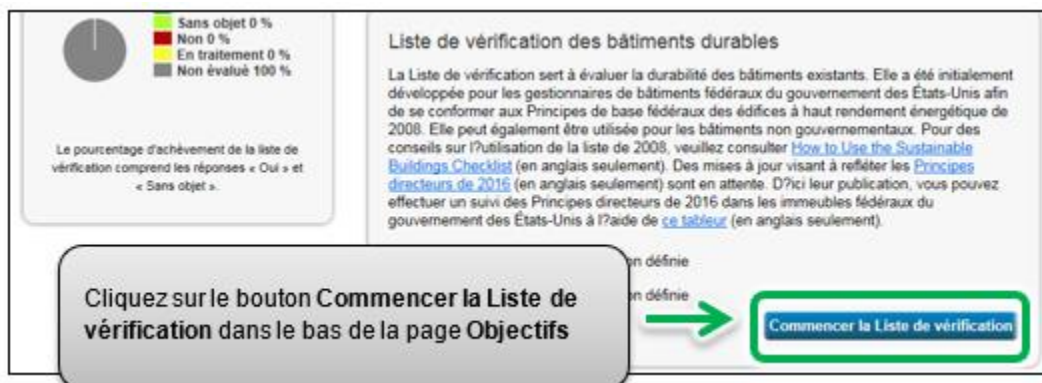 Sans objet 0 %
Non 0 %
En traitement 0 %
Non évalué 100 %
Le pourcentage d'achèvement de la liste de
vérification comprend les réponses « Oui » et
« Sans objet ».
Liste de vérification des bâtiments durables
La Liste de vérification sert à évaluer la durabilité des bâtiments existants. Elle a été initialement
développée pour les gestionnaires de bâtiments fédéraux du gouvernement des États-Unis afin
de se conformer aux Principes de base fédéraux des édifices à haut rendement énergétique de
2008. Elle peut également être utilisée pour les bâtiments non gouvernementaux. Pour des
conseils sur l?utilisation de la liste de 2008, veuillez consulter How to Use the Sustainable
Buildings Checklist (en anglais seulement). Des mises à jour visant à refléter les Principes
directeurs de 2016 (en anglais seulement) sont en attente. D?ici leur publication, vous pouvez
effectuer un suivi des Principes directeurs de 2016 dans les immeubles fédéraux du
gouvernement des États-Unis à l?aide de ce tableur (en anglais seulement).
on définie
on définie
Cliquez sur le bouton Commencer la Liste de
vérification dans le bas de la page Objectifs
Commencer la Liste de vérification